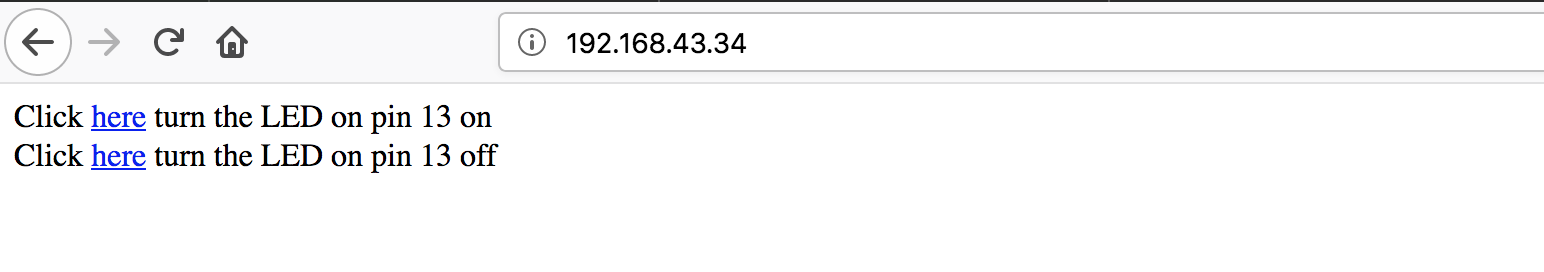 192.168.43.34
Click here turn the LED on pin 13 on
Click here turn the LED on pin 13 off